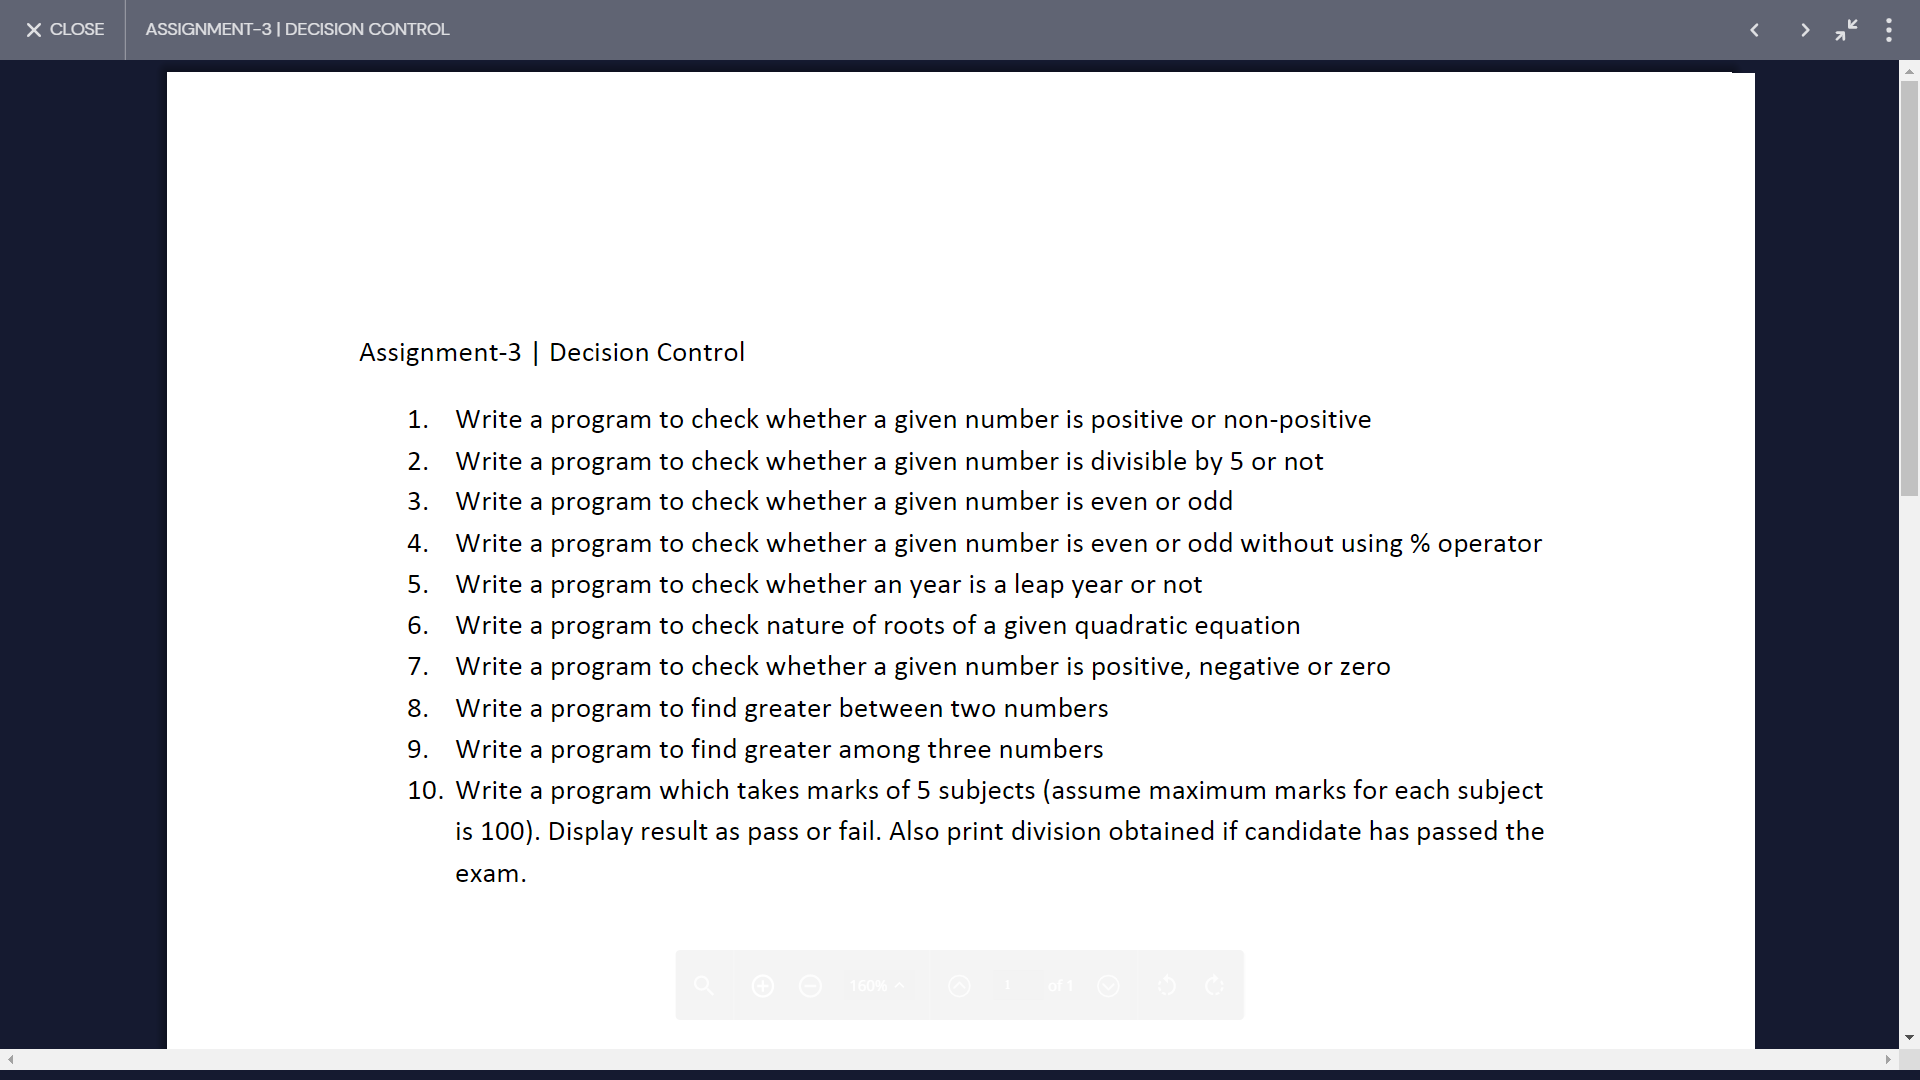 CLOSE
ASSIGNMENT-3 | DECISION CONTROL
Assignment-3 | Decision Control
1. Write a program to check whether a given number is positive or non-positive
2. Write a program to check whether a given number is divisible by 5 or not
3. Write a program to check whether a given number is even or odd
4. Write a program to check whether a given number is even or odd without using % operator
5. Write a program to check whether an year is a leap year or not
6. Write a program to check nature of roots of a given quadratic equation
7. Write a program to check whether a given number is positive, negative or zero
8. Write a program to find greater between two numbers
9. Write a program to find greater among three numbers
10. Write a program which takes marks of 5 subjects (assume maximum marks for each subject
is 100). Display result as pass or fail. Also print division obtained if candidate has passed the
exam.
160% 1 of 1